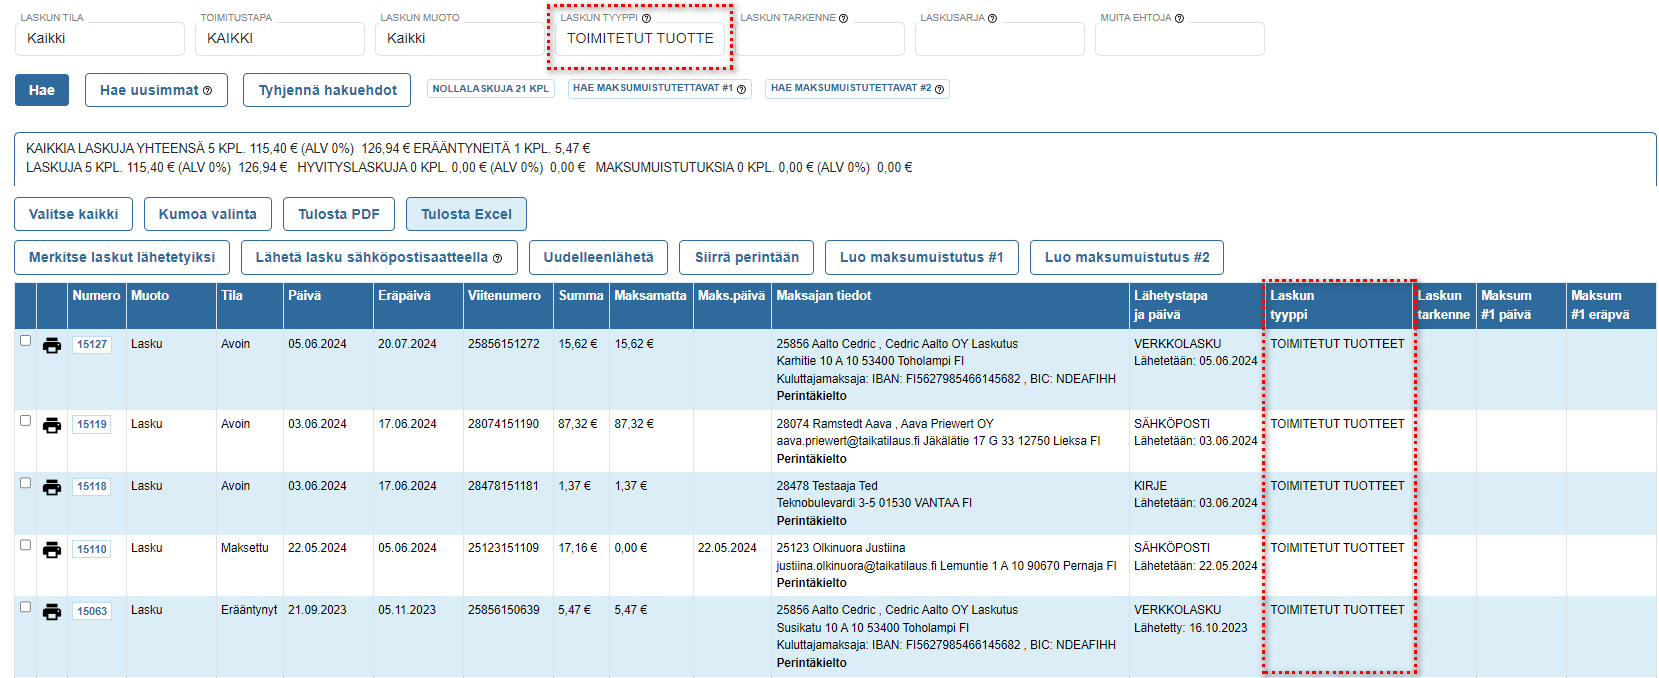 LASKUN TILA TOIMITUSTAPA LASKUN MUOTO LASKUN TYYPPI LASKUN TARKENNE LASKUSARJA MUITA EHTOJA
Kaikki KAIKKI Kaikki TOIMITETUT TUOTTE
Hae Hae uusimmat Tyhjennä hakuehdot NOLLALASKUJA 21 KPL HAE MAKSUMUISTUTETTAVAT #1 HAE MAKSUMUISTUTETTAVAT #2
KAIKKIA LASKUJA YHTEENSÄ 5 KPL. 115,40 € (ALV 0%) 126,94 € ERÄÄNTYNEITÄ 1 KPL. 5,47 €
LASKUJA 5 KPL. 115,40 € (ALV 0%) 126,94 € HYVITYSLASKUJA 0 KPL. 0,00 € (ALV 0%) 0,00 € MAKSUMUISTUTUKSIA 0 KPL. 0,00 € (ALV 0%) 0,00 €
Valitse kaikki Kumoa valinta Tulosta PDF Tulosta Excel
Merkitse laskut lähetetyiksi Lähetä lasku sähköpostisaatteella Uudelleenlähetä Siirrä perintään Luo maksumuistutus #1 Luo maksumuistutus #2
Numero Muoto Tila Päivä Eräpäivä Viitenumero Summa Maksamatta Maks.päivä Maksajan tiedot Lähetystapa Laskun Laskun Maksum Maksum
ja päivä tyyppi tarkenne #1 päivä #1 eräpvä
15127 Lasku Avoin 05.06.2024 20.07.2024 25856151272 15,62 € 15,62 € 25856 Aalto Cedric , Cedric Aalto OY Laskutus VERKKOLASKU TOIMITETUT TUOTTEET
Karhitie 10 A 10 53400 Toholampi FI Lähetetään: 05.06.2024
Kuluttajamaksaja: IBAN: FI5627985466145682 , BIC: NDEAFIHH
Perintäkielto
15119 Lasku Avoin 03.06.2024 17.06.2024 28074151190 87,32 € 87,32 € 28074 Ramstedt Aava , Aava Priewert OY SÄHKÖPOSTI TOIMITETUT TUOTTEET
aava.priewert@taikatilaus.fi Jäkälätie 17 G 33 12750 Lieksa FI Lähetetään: 03.06.2024
Perintäkielto
15118 Lasku Avoin 03.06.2024 17.06.2024 28478151181 1,37 € 1,37 € 28478 Testaaja Ted KIRJE TOIMITETUT TUOTTEET
Teknobulevardi 3-5 01530 VANTAA FI Lähetetään: 03.06.2024
Perintäkielto
15110 Lasku Maksettu 22.05.2024 05.06.2024 25123151109 17,16 € 0,00 € 22.05.2024 25123 Olkinuora Justiina SÄHKÖPOSTI TOIMITETUT TUOTTEET
justiina.olkinuora@taikatilaus.fi Lemuntie 1 A 10 90670 Pernaja FI Lähetetään: 22.05.2024
Perintäkielto
15063 Lasku Erääntynyt 21.09.2023 05.11.2023 25856150639 5,47 € 5,47 € 25856 Aalto Cedric , Cedric Aalto OY Laskutus VERKKOLASKU TOIMITETUT TUOTTEET
Susikatu 10 A 10 53400 Toholampi FI Lähetetty: 16.10.2023
Kuluttajamaksaja: IBAN: FI5627985466145682 , BIC: NDEAFIHH
Perintäkielto